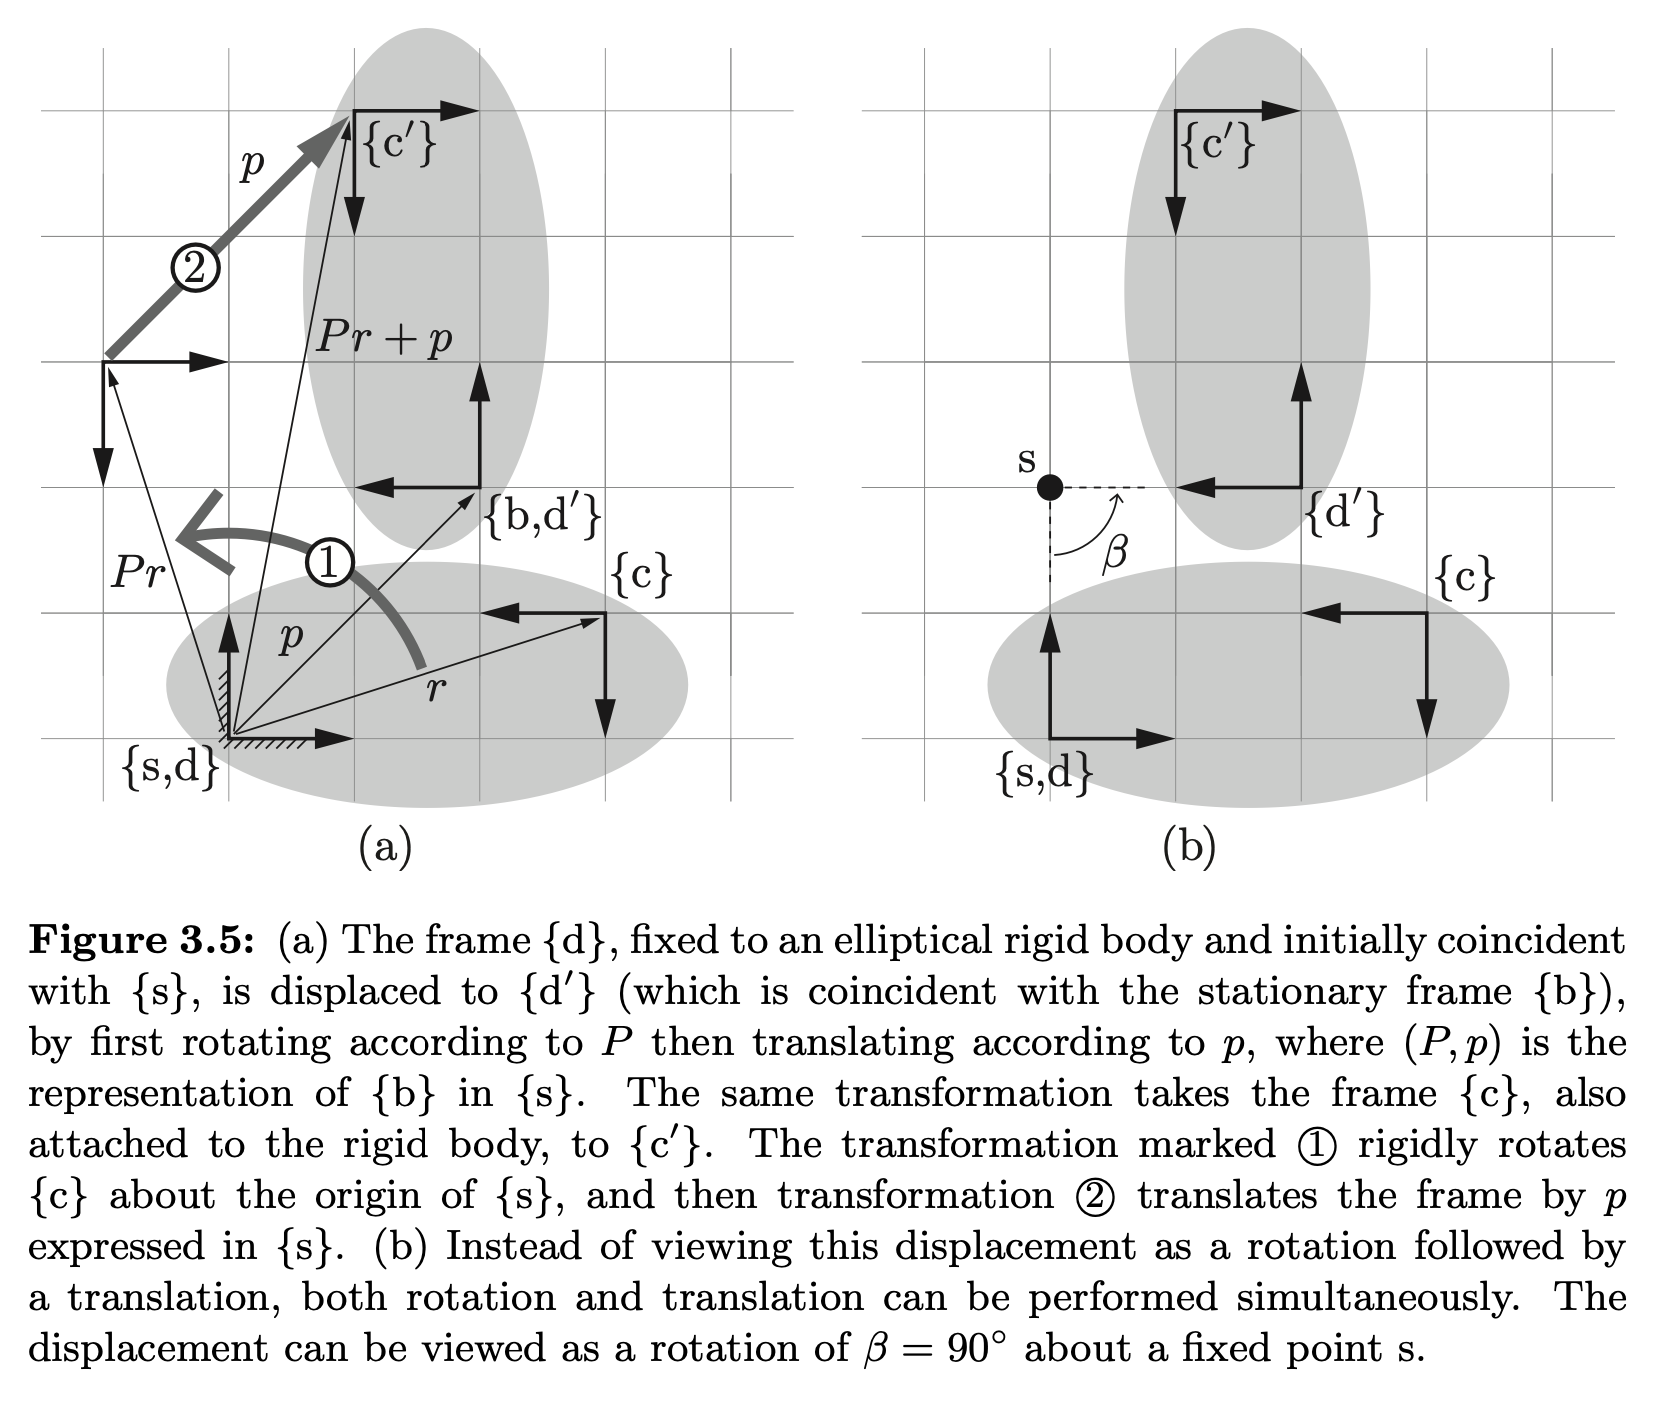 {c′}
{c′}
p
②
Pr + p
s
{b,d′}
{d′}
①
β
Pr
{c}
{c}
p
r
{s,d}
{s,d}
(a)
(b)
Figure 3.5: (a) The frame {d}, fixed to an elliptical rigid body and initially coincident
with {s}, is displaced to {d′} (which is coincident with the stationary frame {b}),
by first rotating according to P then translating according to p, where (P, p) is the
representation of {b} in {s}. The same transformation takes the frame {c}, also
attached to the rigid body, to {c′}. The transformation marked ① rigidly rotates
{c} about the origin of {s}, and then transformation ② translates the frame by p
expressed in {s}. (b) Instead of viewing this displacement as a rotation followed by
a translation, both rotation and translation can be performed simultaneously. The
displacement can be viewed as a rotation of β = 90° about a fixed point s.